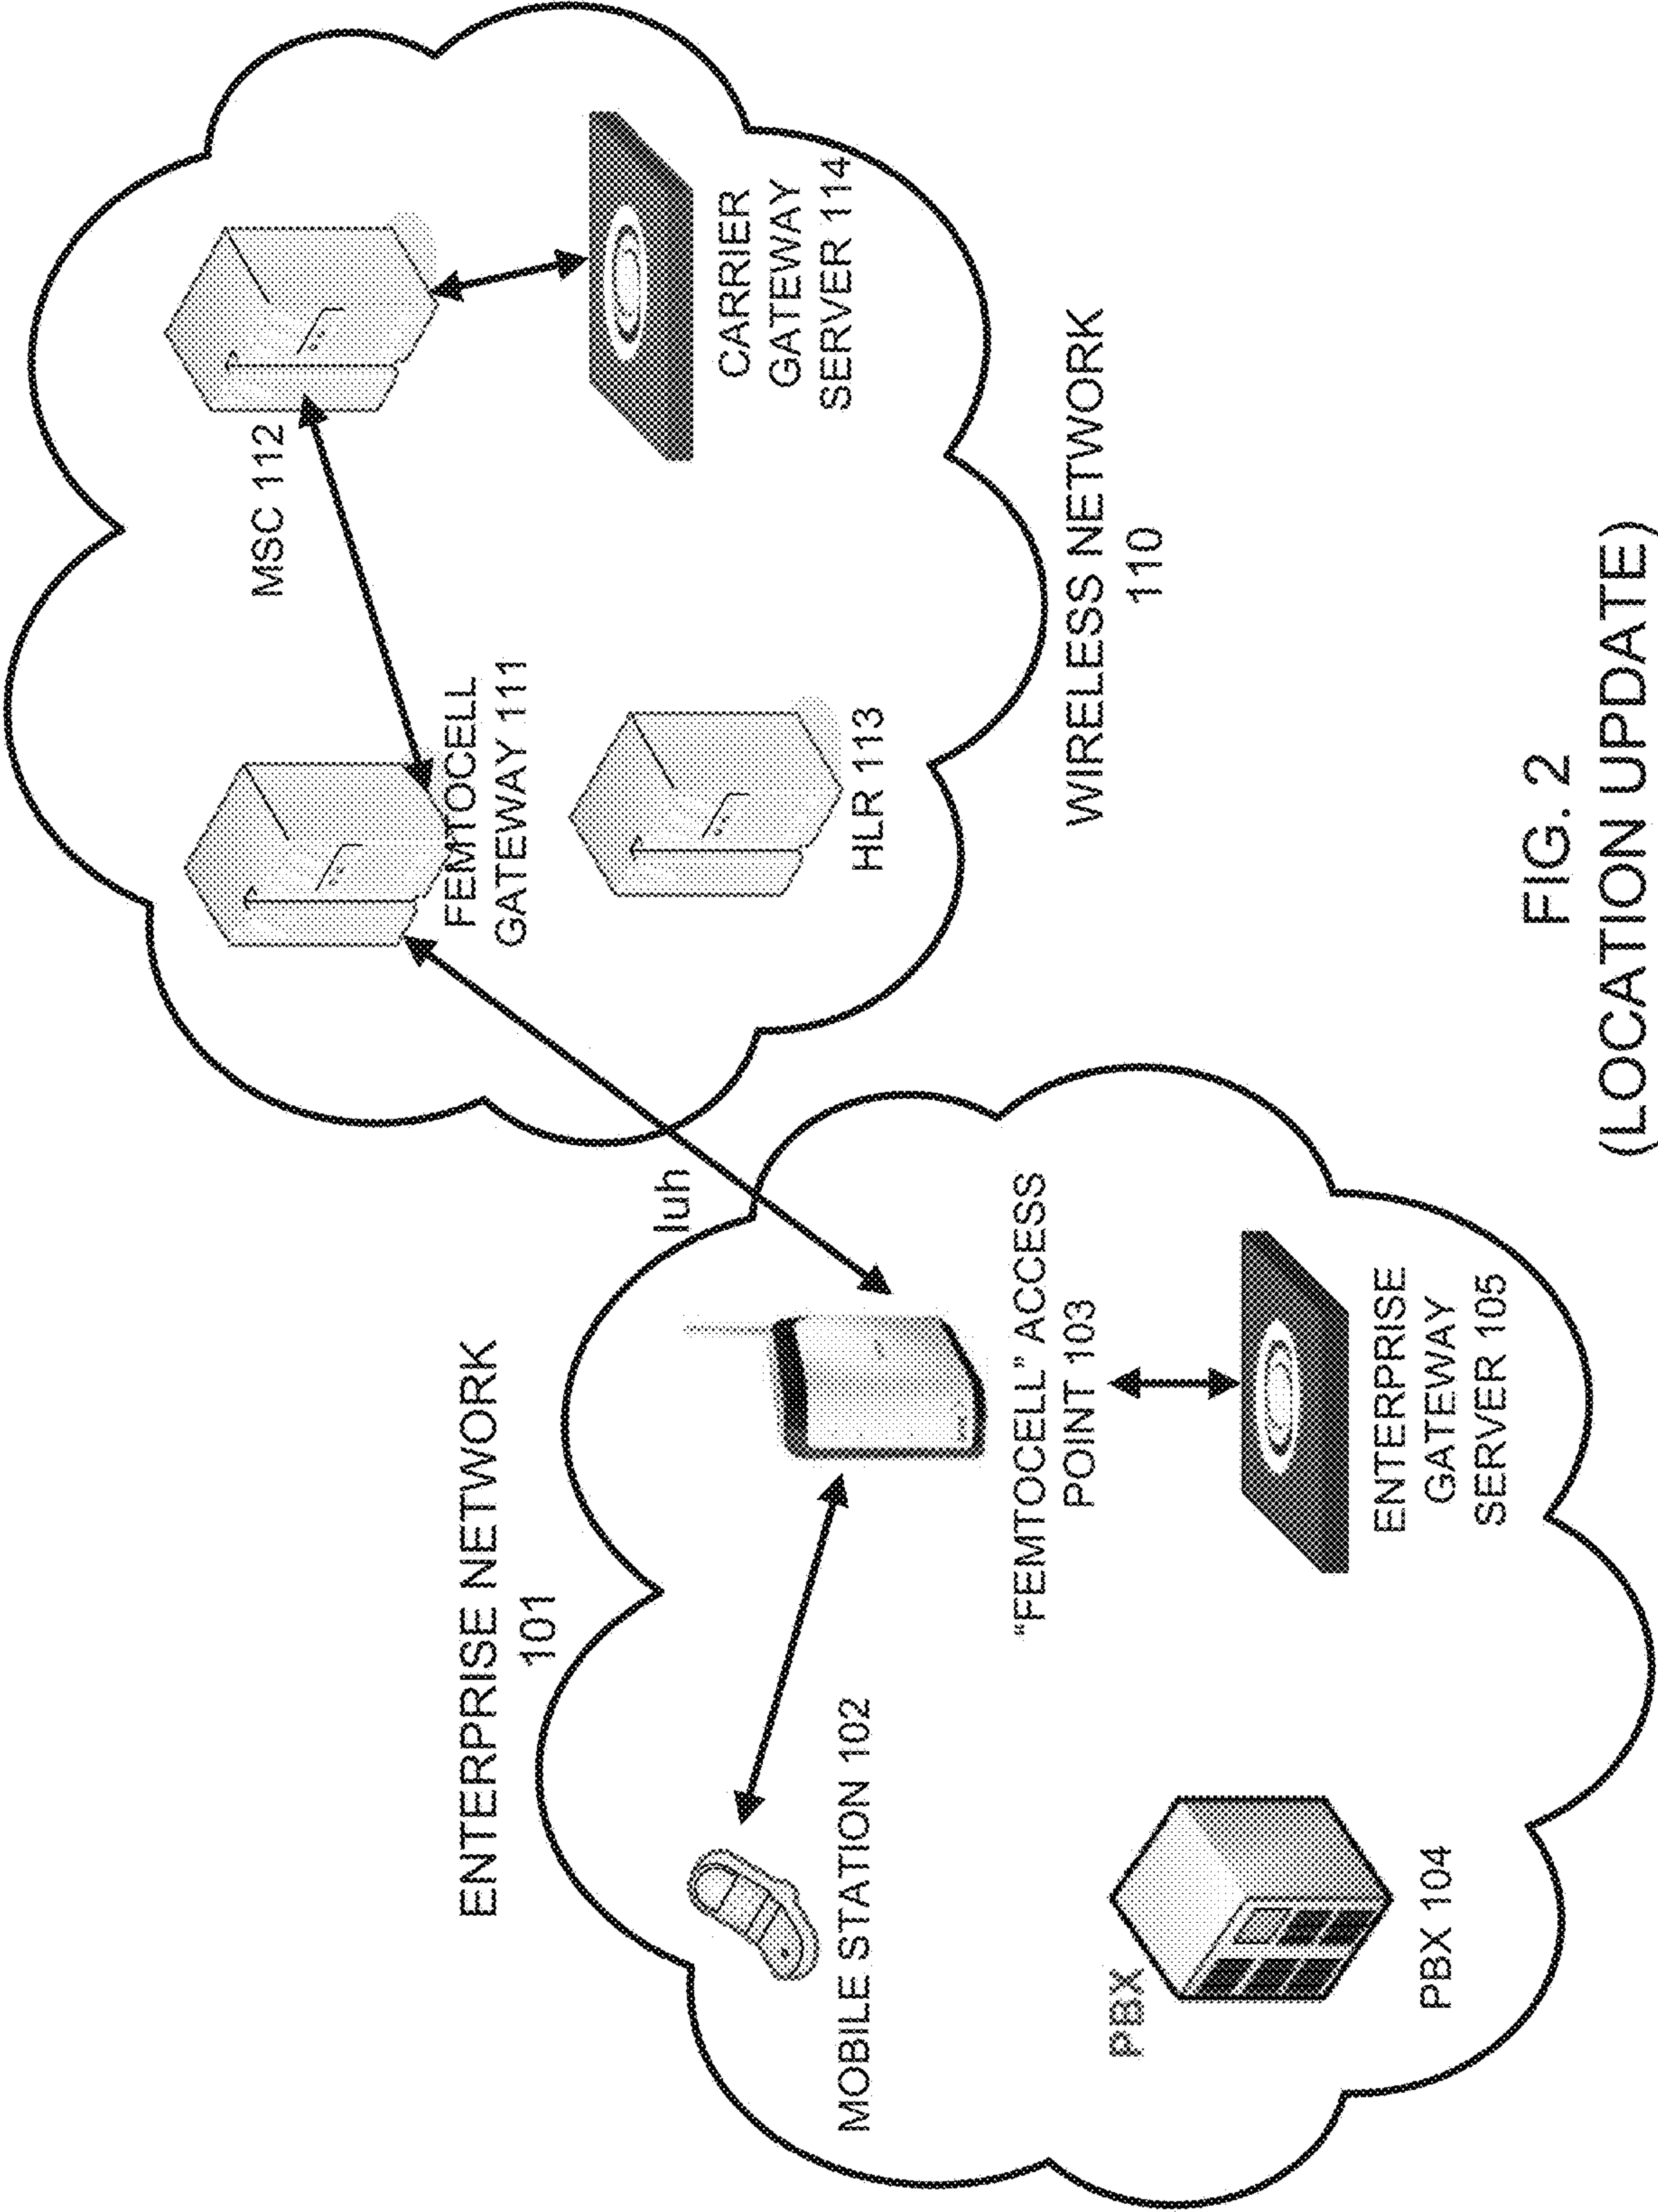 ENTERPRISE NETWORK
101
MOBILE STATION 102
"FEMTOCELL" ACCESS
POINT 103
PBX
PBX 104
ENTERPRISE
GATEWAY
SERVER 105
Iuh
FEMTOCELL
GATEWAY 111
MSC 112
HLR 113
CARRIER
GATEWAY
SERVER 114
WIRELESS NETWORK
110
FIG. 2
(LOCATION UPDATE)